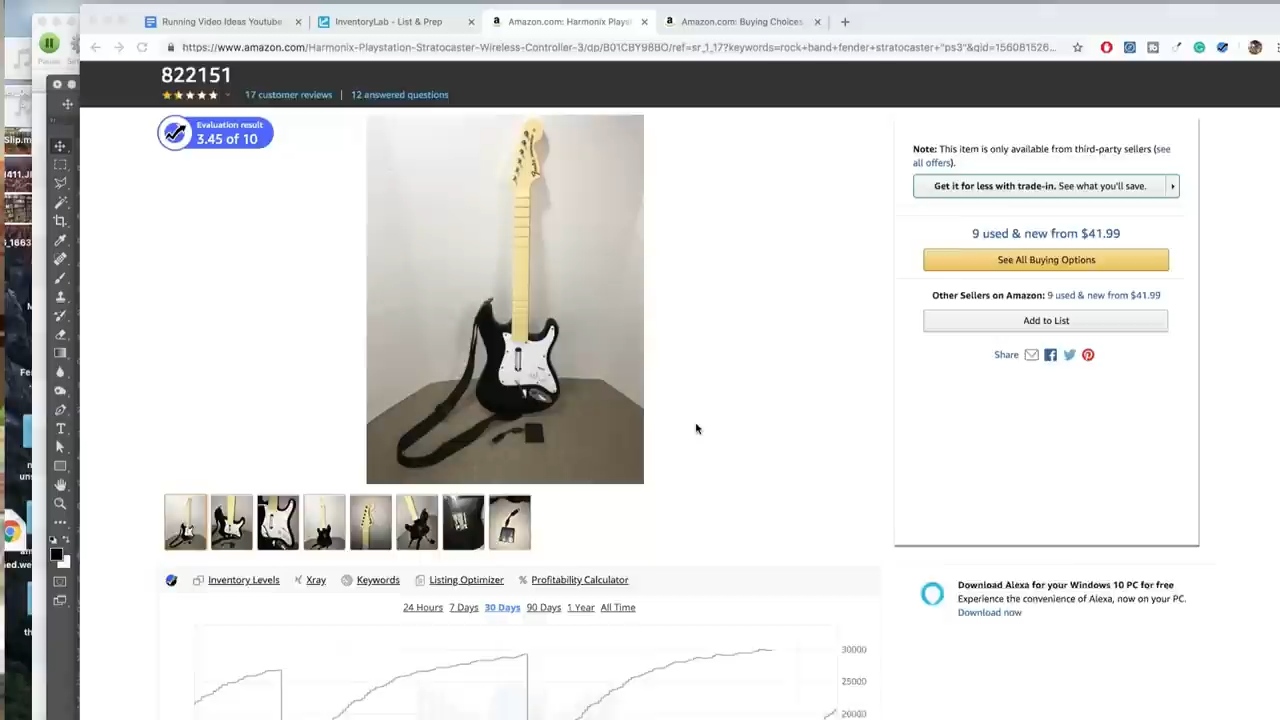 Running Video Ideas Youtube
InventoryLab - List & Prep
Amazon.com: Harmonix Plays
Amazon.com: Buying Choices
https://www.amazon.com/Harmonix-Playstation-Stratocaster-Wireless-Controller-3/dp/B01CBY98BO/ref=sr_1_17?keywords=rock+band+fender+stratocaster+"ps3"&qid=156081526...
822151
17 customer reviews | 12 answered questions
Evaluation result
3.45 of 10
Note: This item is only available from third-party sellers (see
all offers).
Get it for less with trade-in. See what you'll save.
9 used & new from $41.99
See All Buying Options
Other Sellers on Amazon: 9 used & new from $41.99
Add to List
Share
Inventory Levels
Xray
Keywords
Listing Optimizer
Profitability Calculator
24 Hours 7 Days 30 Days 90 Days 1 Year All Time
30000
25000
20000
Download Alexa for your Windows 10 PC for free
Experience the convenience of Alexa, now on your PC.
Download now